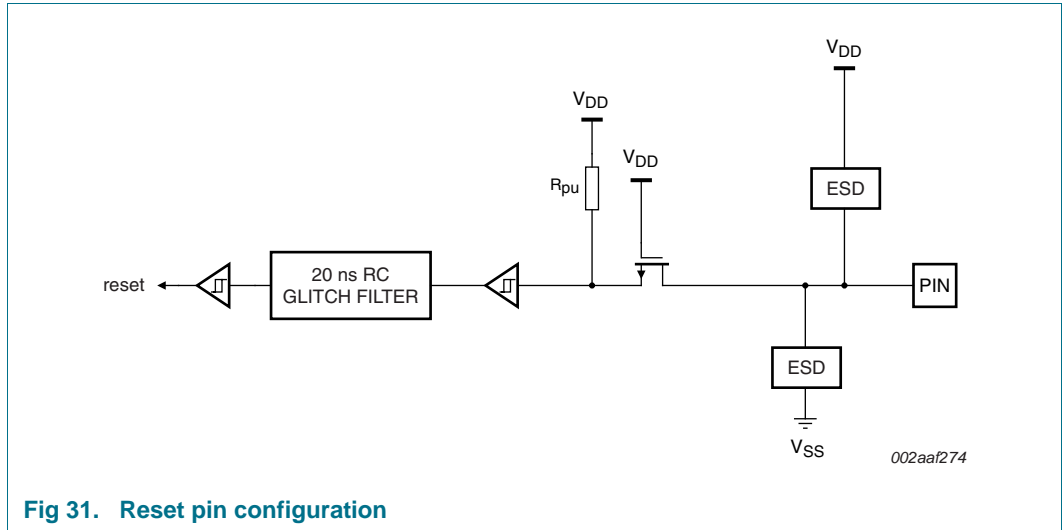 VDD
VDD
VDD
Rpu
ESD
reset
20 ns RC
GLITCH FILTER
PIN
ESD
VSS
002aaf274
Fig 31. Reset pin configuration